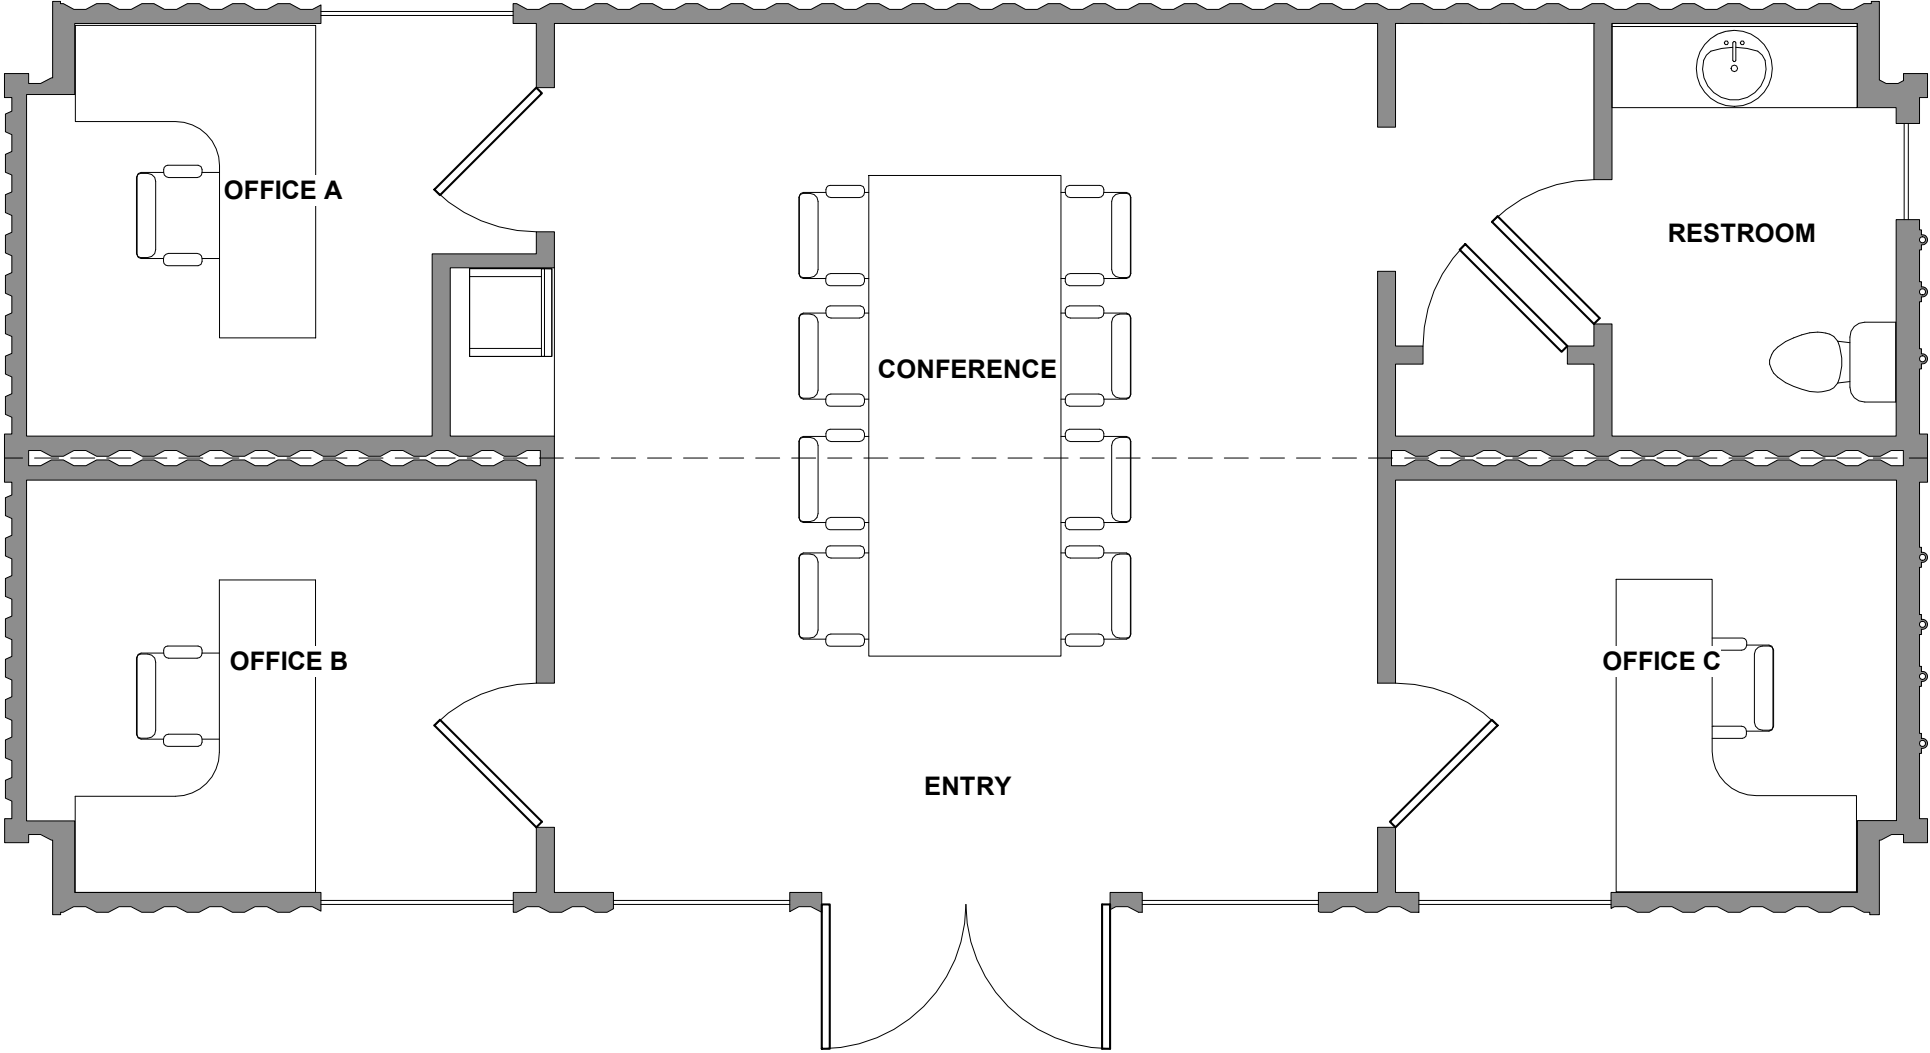 OFFICE A
RESTROOM
CONFERENCE
OFFICE B
OFFICE C
ENTRY